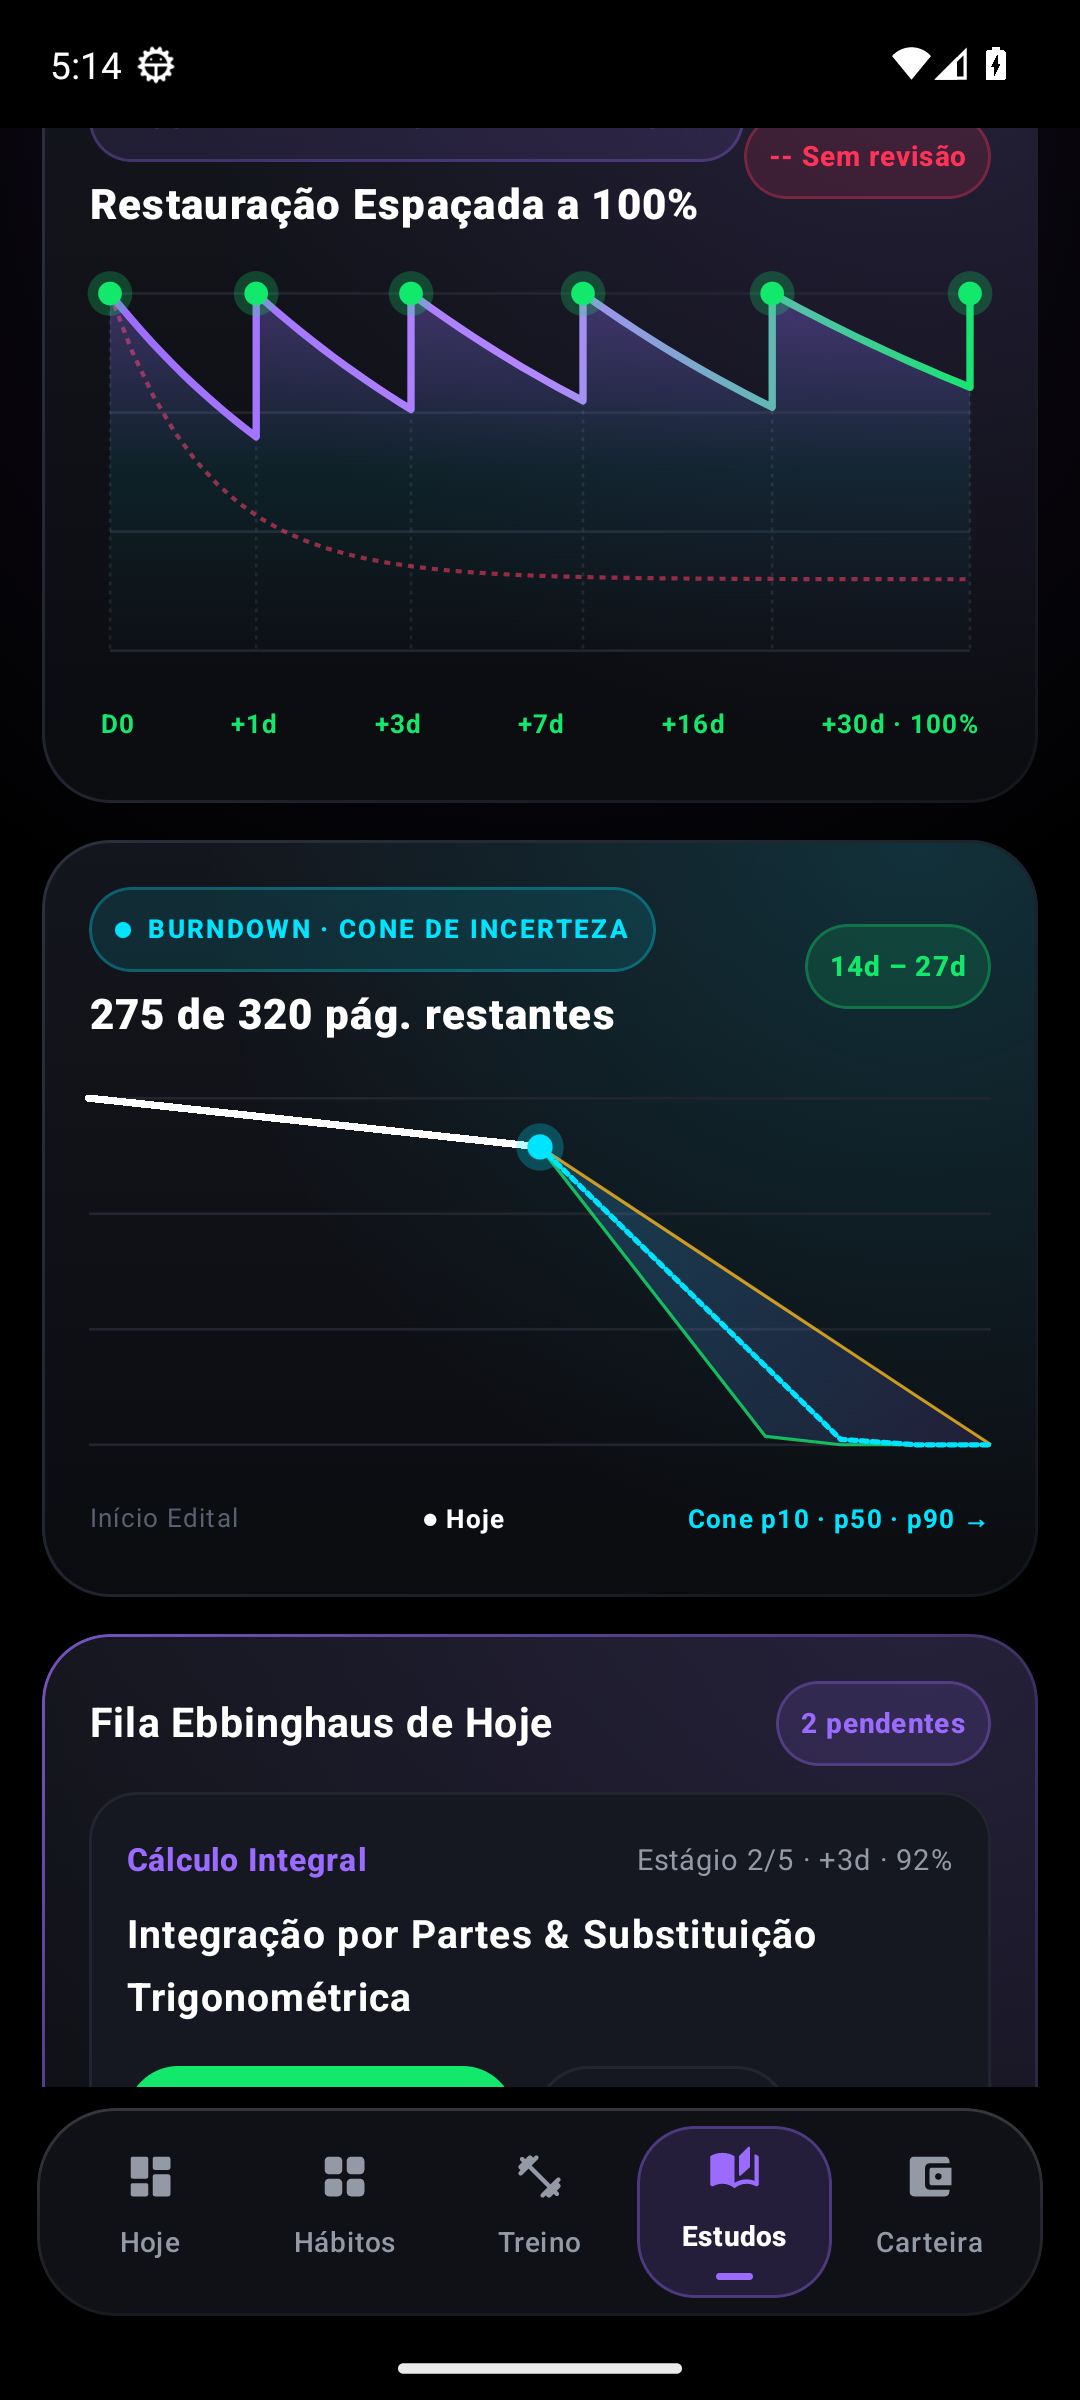 5:14
-- Sem revisão
Restauração Espaçada a 100%
D0 +1d +3d +7d +16d +30d · 100%
BURNDOWN · CONE DE INCERTEZA
14d – 27d
275 de 320 pág. restantes
Início Edital
Hoje
Cone p10 · p50 · p90 →
Fila Ebbinghaus de Hoje
2 pendentes
Cálculo Integral
Estágio 2/5 · +3d · 92%
Integração por Partes & Substituição
Trigonométrica
Hoje
Hábitos
Treino
Estudos
Carteira